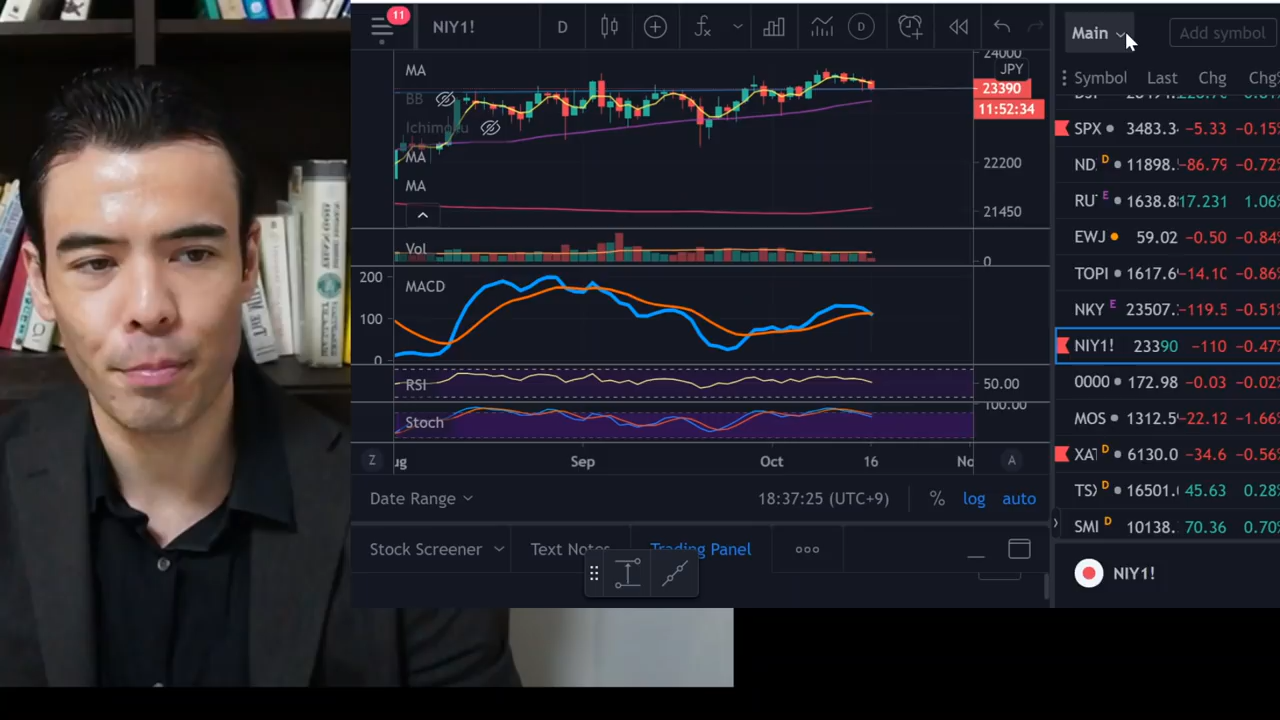 11
NIY1!
D
D
Main
Add symbol
Symbol Last Chg Chg%
SPX 3483.3 −5.33 −0.15%
ND D 11898. −86.79 −0.72%
RU E 1638.8 17.231 1.06%
EWJ 59.02 −0.50 −0.84%
TOPI 1617.6 −14.10 −0.86%
NKY E 23507. −119.5 −0.51%
NIY1! 23390 −110 −0.47%
0000 172.98 −0.03 −0.02%
MOS 1312.5 −22.12 −1.66%
XAT D 6130.0 −34.6 −0.56%
TSX D 16501. 45.63 0.28%
SMI D 10138. 70.36 0.70%
NIY1!
MA
BB
Ichimoku
MA
MA
24000
JPY
23390
11:52:34
22200
21450
Vol
0
200
MACD
100
0
RSI
50.00
100.00
Stoch
Z
ug
Sep
Oct
16
No
A
Date Range
18:37:25 (UTC+9)
%
log
auto
Stock Screener
Text Notes
Trading Panel